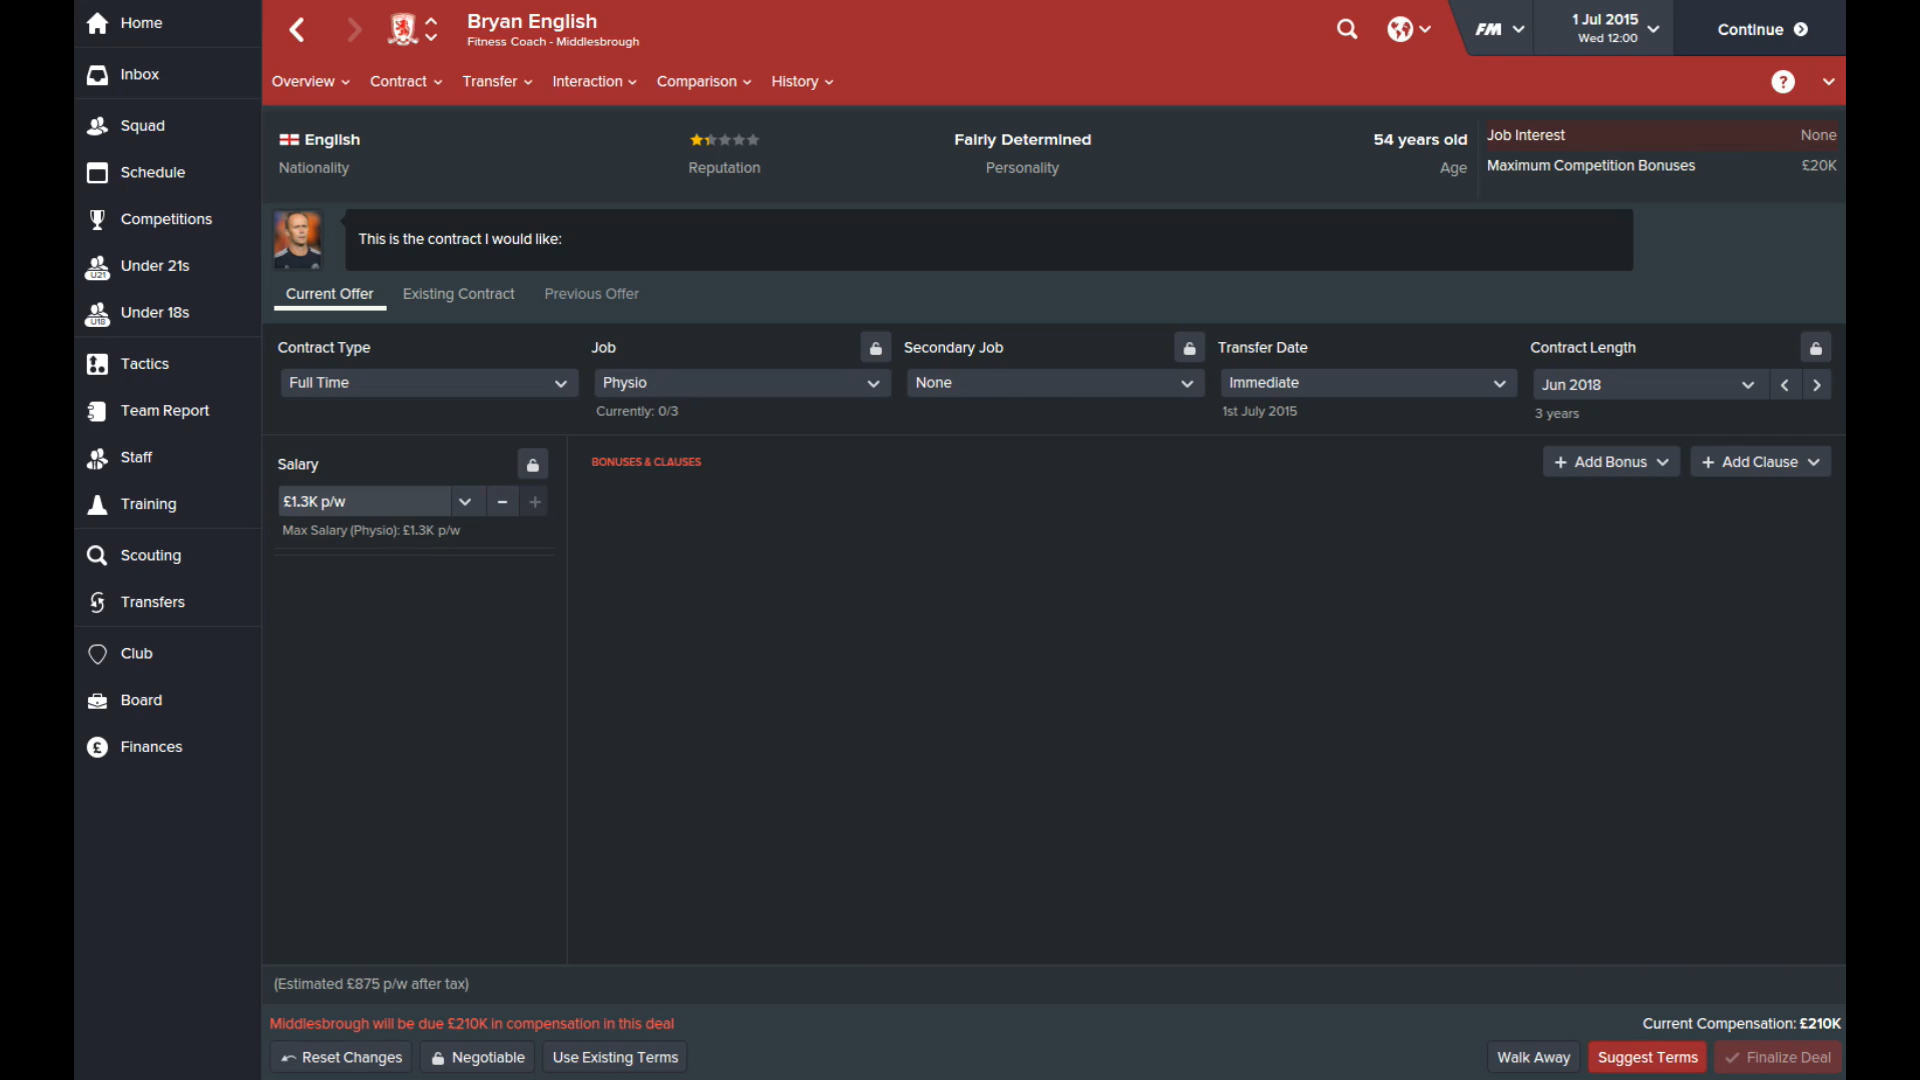 Home
Inbox
Squad
Schedule
Competitions
U21
Under 21s
U18
Under 18s
Tactics
Team Report
Staff
Training
Scouting
Transfers
Club
Board
Finances
Bryan English
Fitness Coach - Middlesbrough
FM
1 Jul 2015
Wed 12:00
Continue
Overview
Contract
Transfer
Interaction
Comparison
History
?
English
Nationality
Reputation
Fairly Determined
Personality
54 years old
Age
Job Interest None
Maximum Competition Bonuses £20K
This is the contract I would like:
Current Offer
Existing Contract
Previous Offer
Contract Type
Full Time
Job
Physio
Currently: 0/3
Secondary Job
None
Transfer Date
Immediate
1st July 2015
Contract Length
Jun 2018
3 years
Salary
£1.3K p/w
Max Salary (Physio): £1.3K p/w
BONUSES & CLAUSES
+ Add Bonus
+ Add Clause
(Estimated £875 p/w after tax)
Middlesbrough will be due £210K in compensation in this deal
Current Compensation: £210K
Reset Changes
Negotiable
Use Existing Terms
Walk Away
Suggest Terms
Finalize Deal